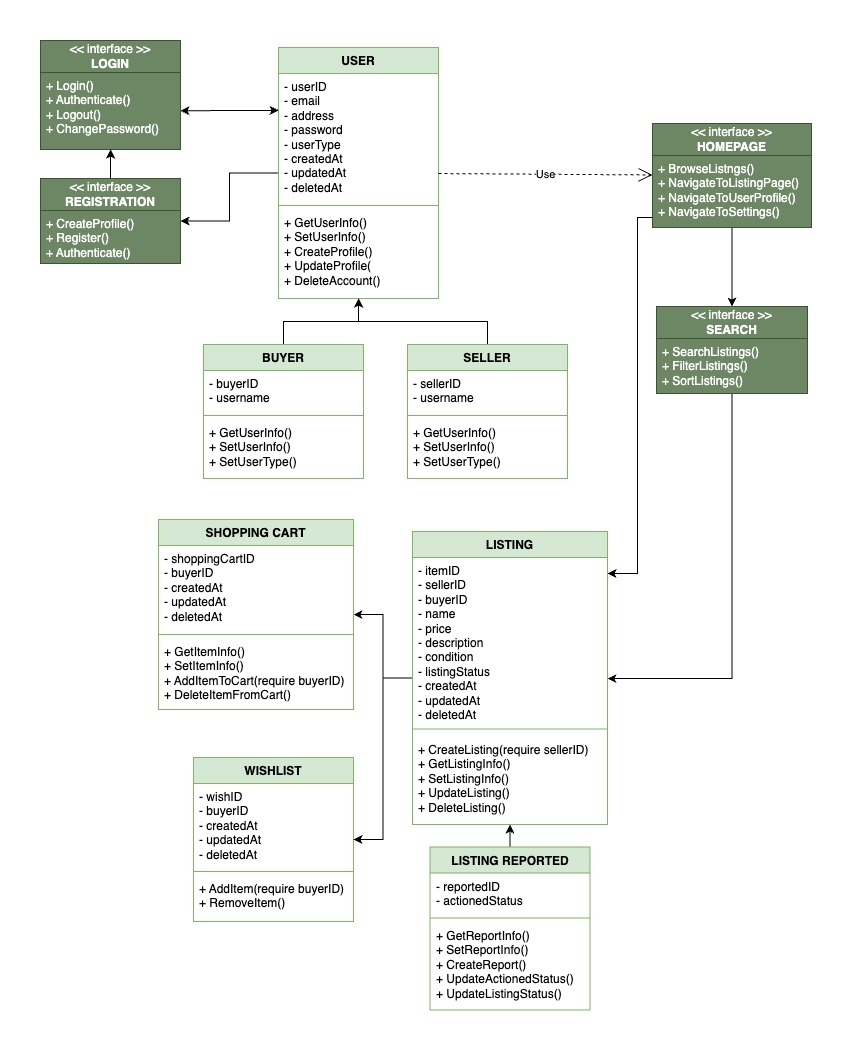 << interface >>
LOGIN
+ Login()
+ Authenticate()
+ Logout()
+ ChangePassword()
<< interface >>
REGISTRATION
+ CreateProfile()
+ Register()
+ Authenticate()
USER
- userID
- email
- address
- password
- userType
- createdAt
- updatedAt
- deletedAt
+ GetUserInfo()
+ SetUserInfo()
+ CreateProfile()
+ UpdateProfile(
+ DeleteAccount()
Use
<< interface >>
HOMEPAGE
+ BrowseListngs()
+ NavigateToListingPage()
+ NavigateToUserProfile()
+ NavigateToSettings()
<< interface >>
SEARCH
+ SearchListings()
+ FilterListings()
+ SortListings()
BUYER
- buyerID
- username
+ GetUserInfo()
+ SetUserInfo()
+ SetUserType()
SELLER
- sellerID
- username
+ GetUserInfo()
+ SetUserInfo()
+ SetUserType()
SHOPPING CART
- shoppingCartID
- buyerID
- createdAt
- updatedAt
- deletedAt
+ GetItemInfo()
+ SetItemInfo()
+ AddItemToCart(require buyerID)
+ DeleteItemFromCart()
LISTING
- itemID
- sellerID
- buyerID
- name
- price
- description
- condition
- listingStatus
- createdAt
- updatedAt
- deletedAt
+ CreateListing(require sellerID)
+ GetListingInfo()
+ SetListingInfo()
+ UpdateListing()
+ DeleteListing()
WISHLIST
- wishID
- buyerID
- createdAt
- updatedAt
- deletedAt
+ AddItem(require buyerID)
+ RemoveItem()
LISTING REPORTED
- reportedID
- actionedStatus
+ GetReportInfo()
+ SetReportInfo()
+ CreateReport()
+ UpdateActionedStatus()
+ UpdateListingStatus()